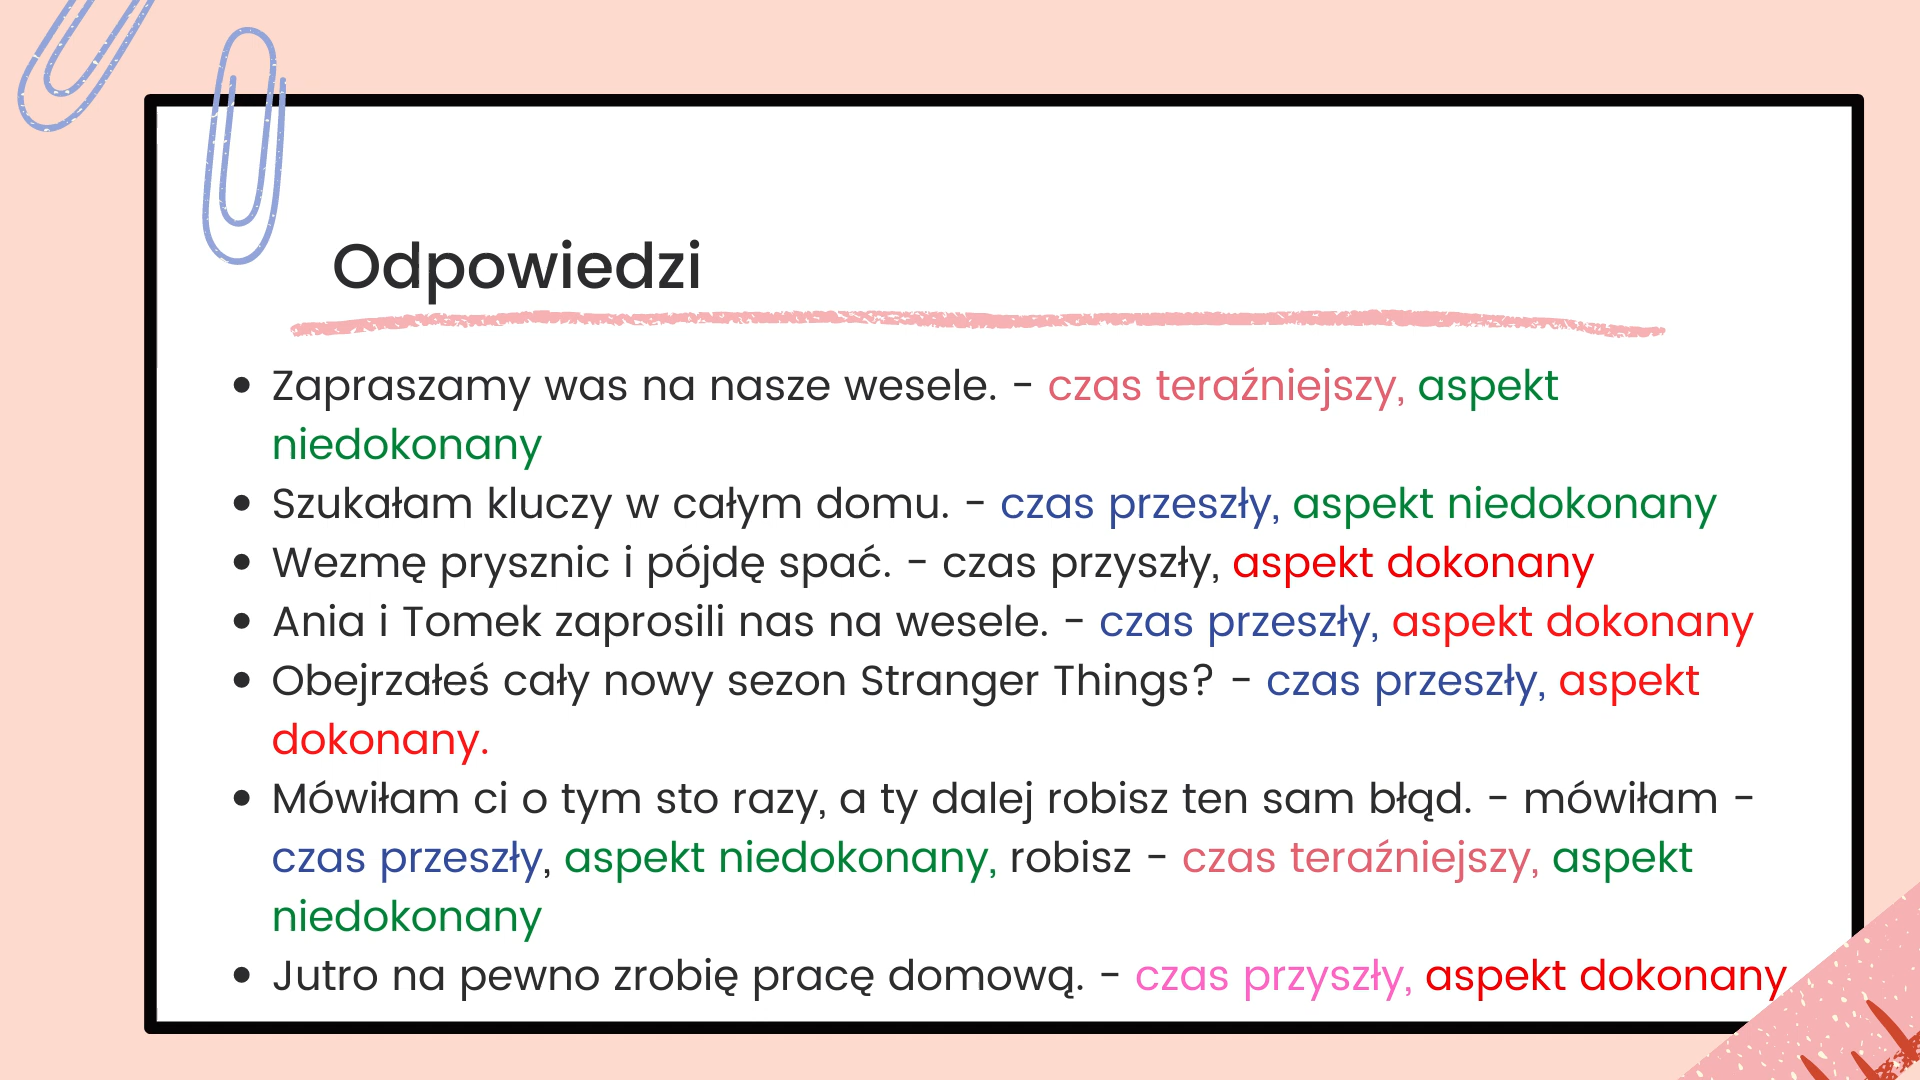 Odpowiedzi
• Zapraszamy was na nasze wesele. - czas teraźniejszy, aspekt
niedokonany
• Szukałam kluczy w całym domu. - czas przeszły, aspekt niedokonany
• Wezmę prysznic i pójdę spać. - czas przyszły, aspekt dokonany
• Ania i Tomek zaprosili nas na wesele. - czas przeszły, aspekt dokonany
• Obejrzałeś cały nowy sezon Stranger Things? - czas przeszły, aspekt
dokonany.
• Mówiłam ci o tym sto razy, a ty dalej robisz ten sam błąd. - mówiłam -
czas przeszły, aspekt niedokonany, robisz - czas teraźniejszy, aspekt
niedokonany
• Jutro na pewno zrobię pracę domową. - czas przyszły, aspekt dokonany